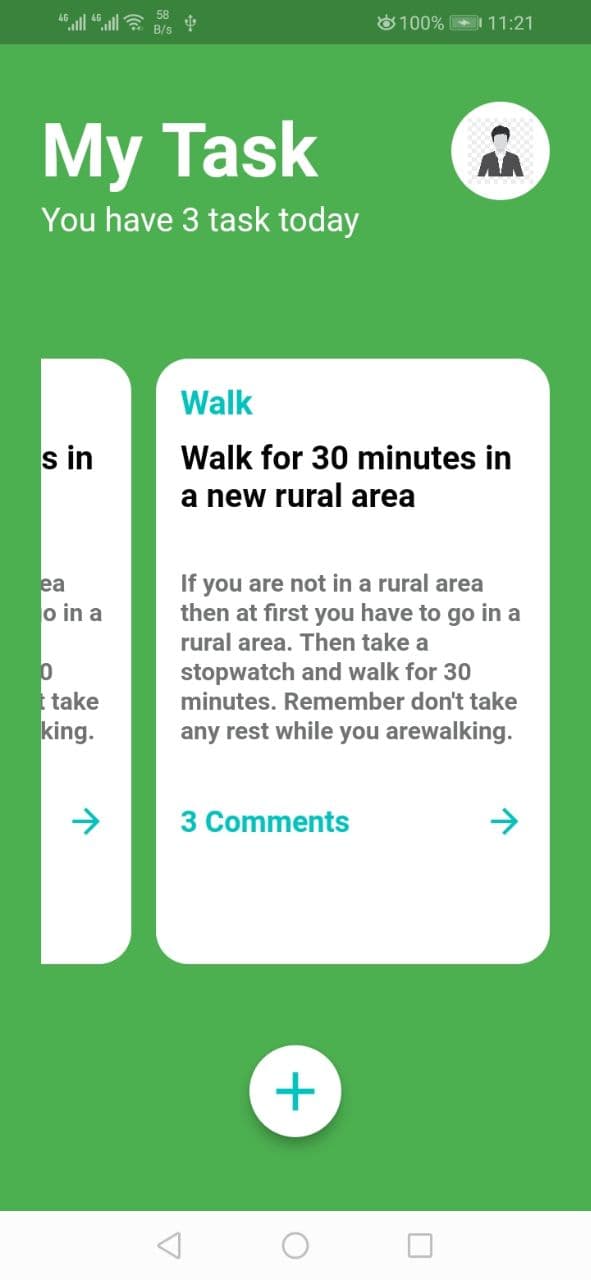 4G 4G 58 B/s 100% 11:21
My Task
You have 3 task today
s in
ea
o in a
0
t take
king.
Walk
Walk for 30 minutes in
a new rural area
If you are not in a rural area
then at first you have to go in a
rural area. Then take a
stopwatch and walk for 30
minutes. Remember don't take
any rest while you arewalking.
3 Comments